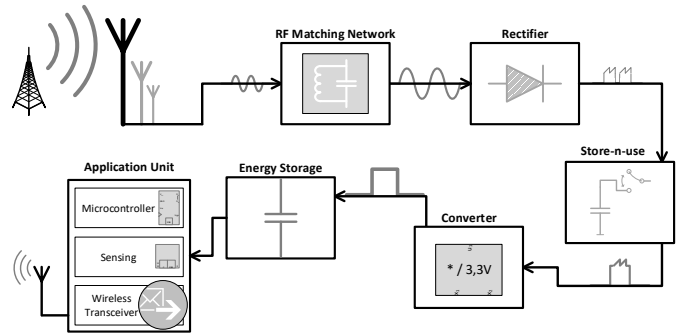 RF Matching Network
Rectifier
Store-n-use
Application Unit
Energy Storage
Converter
Microcontroller
Sensing
* / 3,3V
Wireless
Transceiver